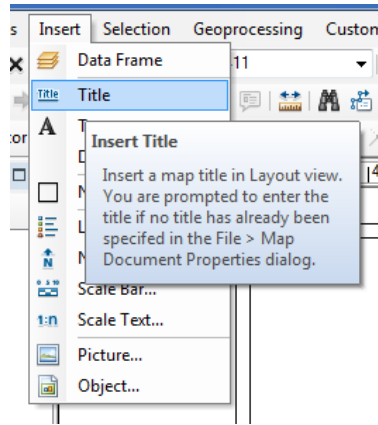 Insert Selection Geoprocessing Custom
Data Frame
11
Title Title
A T
or
Insert Title
D
Insert a map title in Layout view.
You are prompted to enter the
title if no title has already been
specifed in the File > Map
Document Properties dialog.
N
L
N N
Scale Bar...
1:n Scale Text...
Picture...
Object...